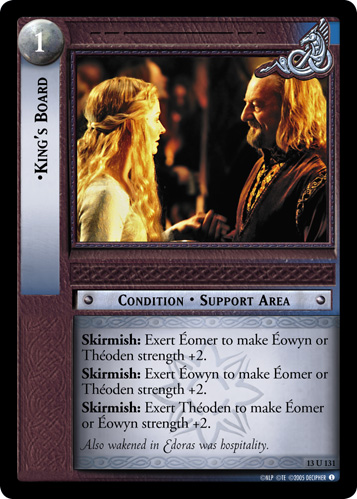 1
•King's Board
Condition • Support Area
Skirmish: Exert Éomer to make Éowyn or
Théoden strength +2.
Skirmish: Exert Éowyn to make Éomer or
Théoden strength +2.
Skirmish: Exert Théoden to make Éomer
or Éowyn strength +2.
Also wakened in Edoras was hospitality.
13 U 131
©NLP ©TE ©2005 DECIPHER